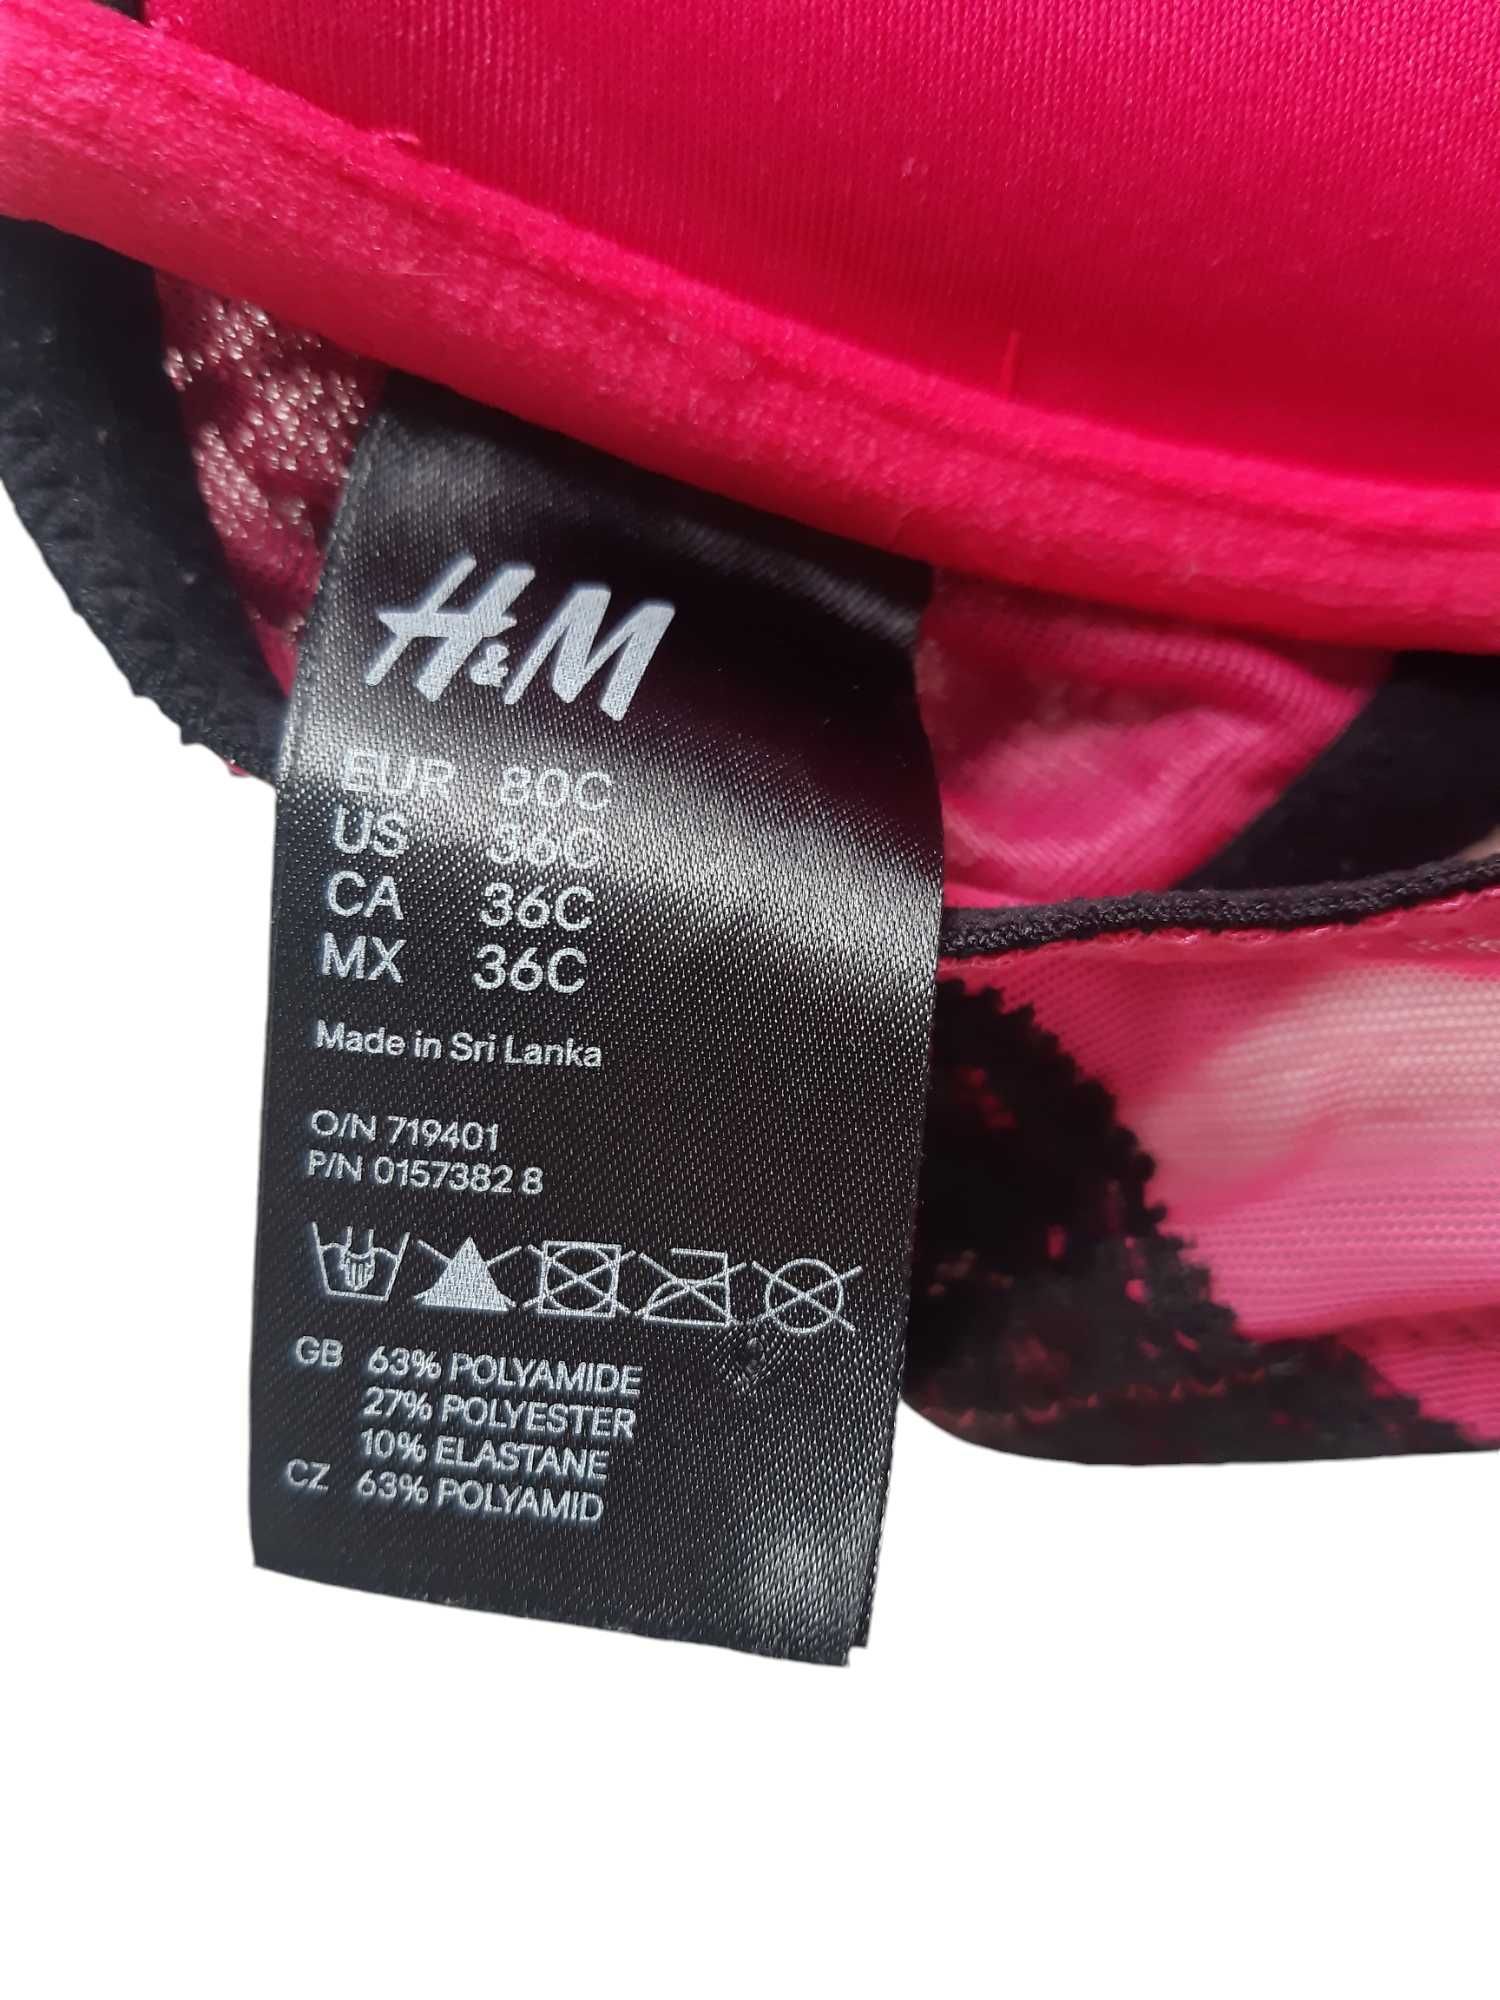 H&M
EUR 80C
US 36C
CA 36C
MX 36C
Made in Sri Lanka
O/N 719401
P/N 0157382 8
GB 63% POLYAMIDE
27% POLYESTER
10% ELASTANE
CZ 63% POLYAMID